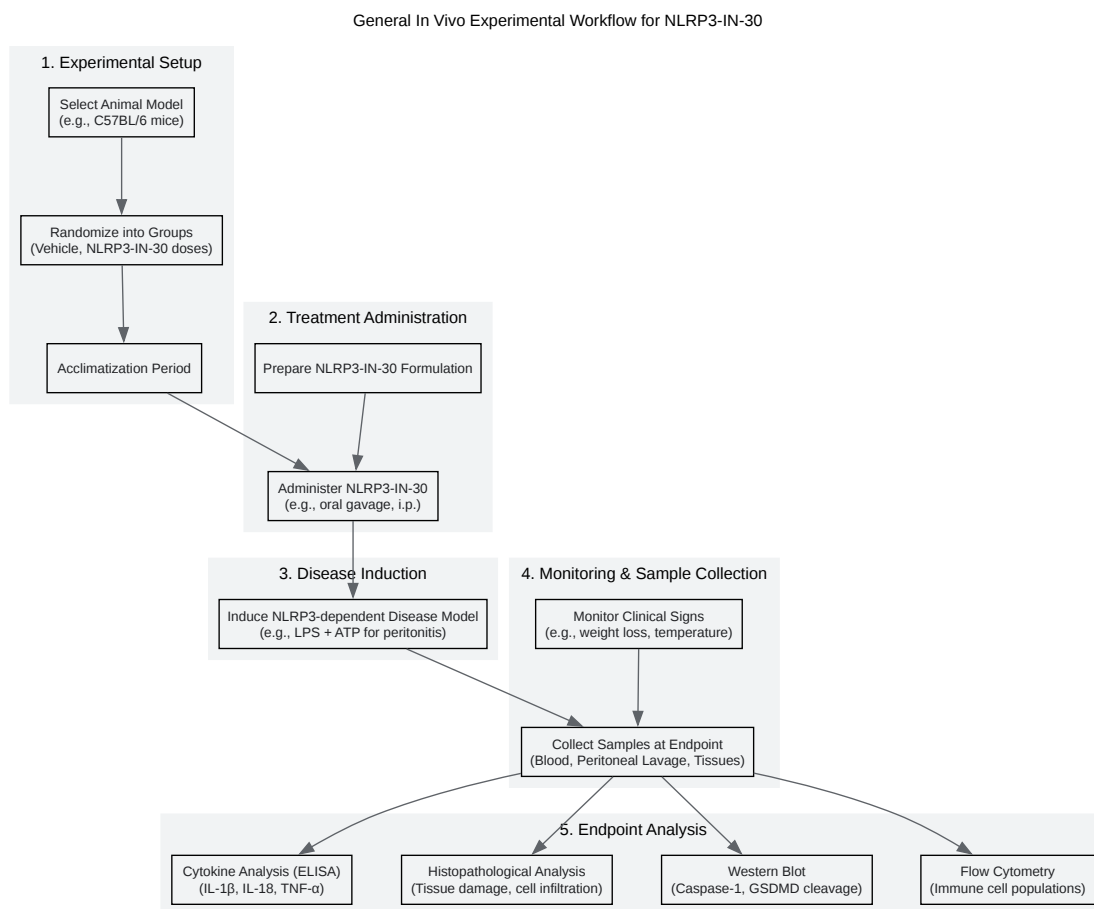 General In Vivo Experimental Workflow for NLRP3-IN-30
1. Experimental Setup
Select Animal Model
(e.g., C57BL/6 mice)
Randomize into Groups
(Vehicle, NLRP3-IN-30 doses)
Acclimatization Period
2. Treatment Administration
Prepare NLRP3-IN-30 Formulation
Administer NLRP3-IN-30
(e.g., oral gavage, i.p.)
3. Disease Induction
Induce NLRP3-dependent Disease Model
(e.g., LPS + ATP for peritonitis)
4. Monitoring & Sample Collection
Monitor Clinical Signs
(e.g., weight loss, temperature)
Collect Samples at Endpoint
(Blood, Peritoneal Lavage, Tissues)
5. Endpoint Analysis
Cytokine Analysis (ELISA)
(IL-1β, IL-18, TNF-α)
Histopathological Analysis
(Tissue damage, cell infiltration)
Western Blot
(Caspase-1, GSDMD cleavage)
Flow Cytometry
(Immune cell populations)